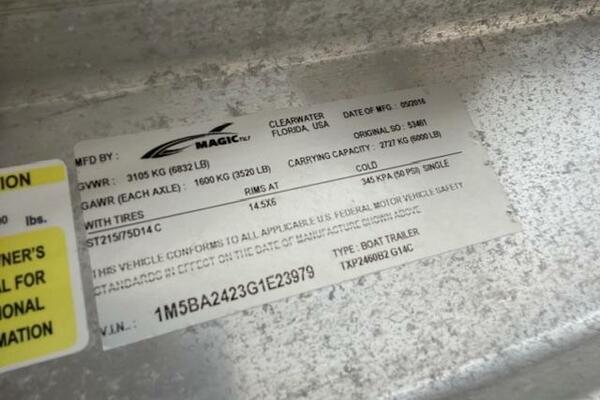 MFD BY : MAGIC TILT CLEARWATER FLORIDA, USA DATE OF MFG. : 05/2016
ORIGINAL SO : 53461
GVWR : 3105 KG (6832 LB) CARRYING CAPACITY : 2727 KG (6000 LB)
GAWR (EACH AXLE) : 1600 KG (3520 LB)
WITH TIRES RIMS AT COLD
ST215/75D14 C 14.5X6 345 KPA (50 PSI) SINGLE
THIS VEHICLE CONFORMS TO ALL APPLICABLE U.S. FEDERAL MOTOR VEHICLE SAFETY
STANDARDS IN EFFECT ON THE DATE OF MANUFACTURE SHOWN ABOVE
V.I.N.. : 1M5BA2423G1E23979 TYPE : BOAT TRAILER
TXP2460B2 G14C
ION
lbs.
NER'S
AL FOR
IONAL
MATION